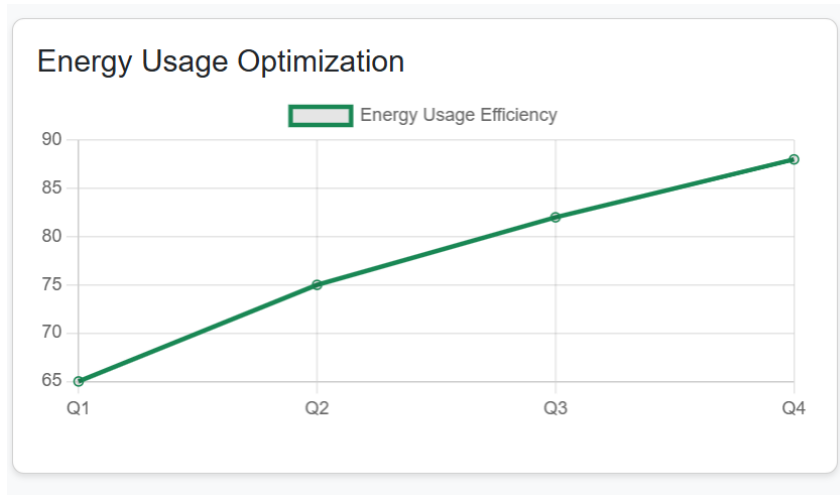 Energy Usage Optimization
Energy Usage Efficiency
90
85
80
75
70
65
Q1 Q2 Q3 Q4